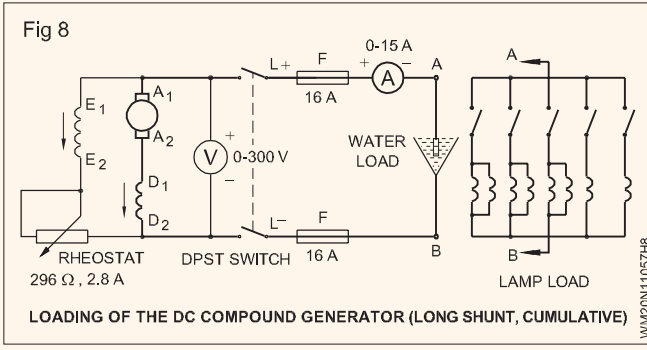 Fig 8
0-15 A
L+
F
+
A
–
A
A
16 A
E1
A1
A2
E2
D1
D2
+
V
0-300 V
–
WATER
LOAD
L–
F
B
B
RHEOSTAT
DPST SWITCH
16 A
LAMP LOAD
296 Ω , 2.8 A
LOADING OF THE DC COMPOUND GENERATOR (LONG SHUNT, CUMULATIVE)
WM20N11057H8